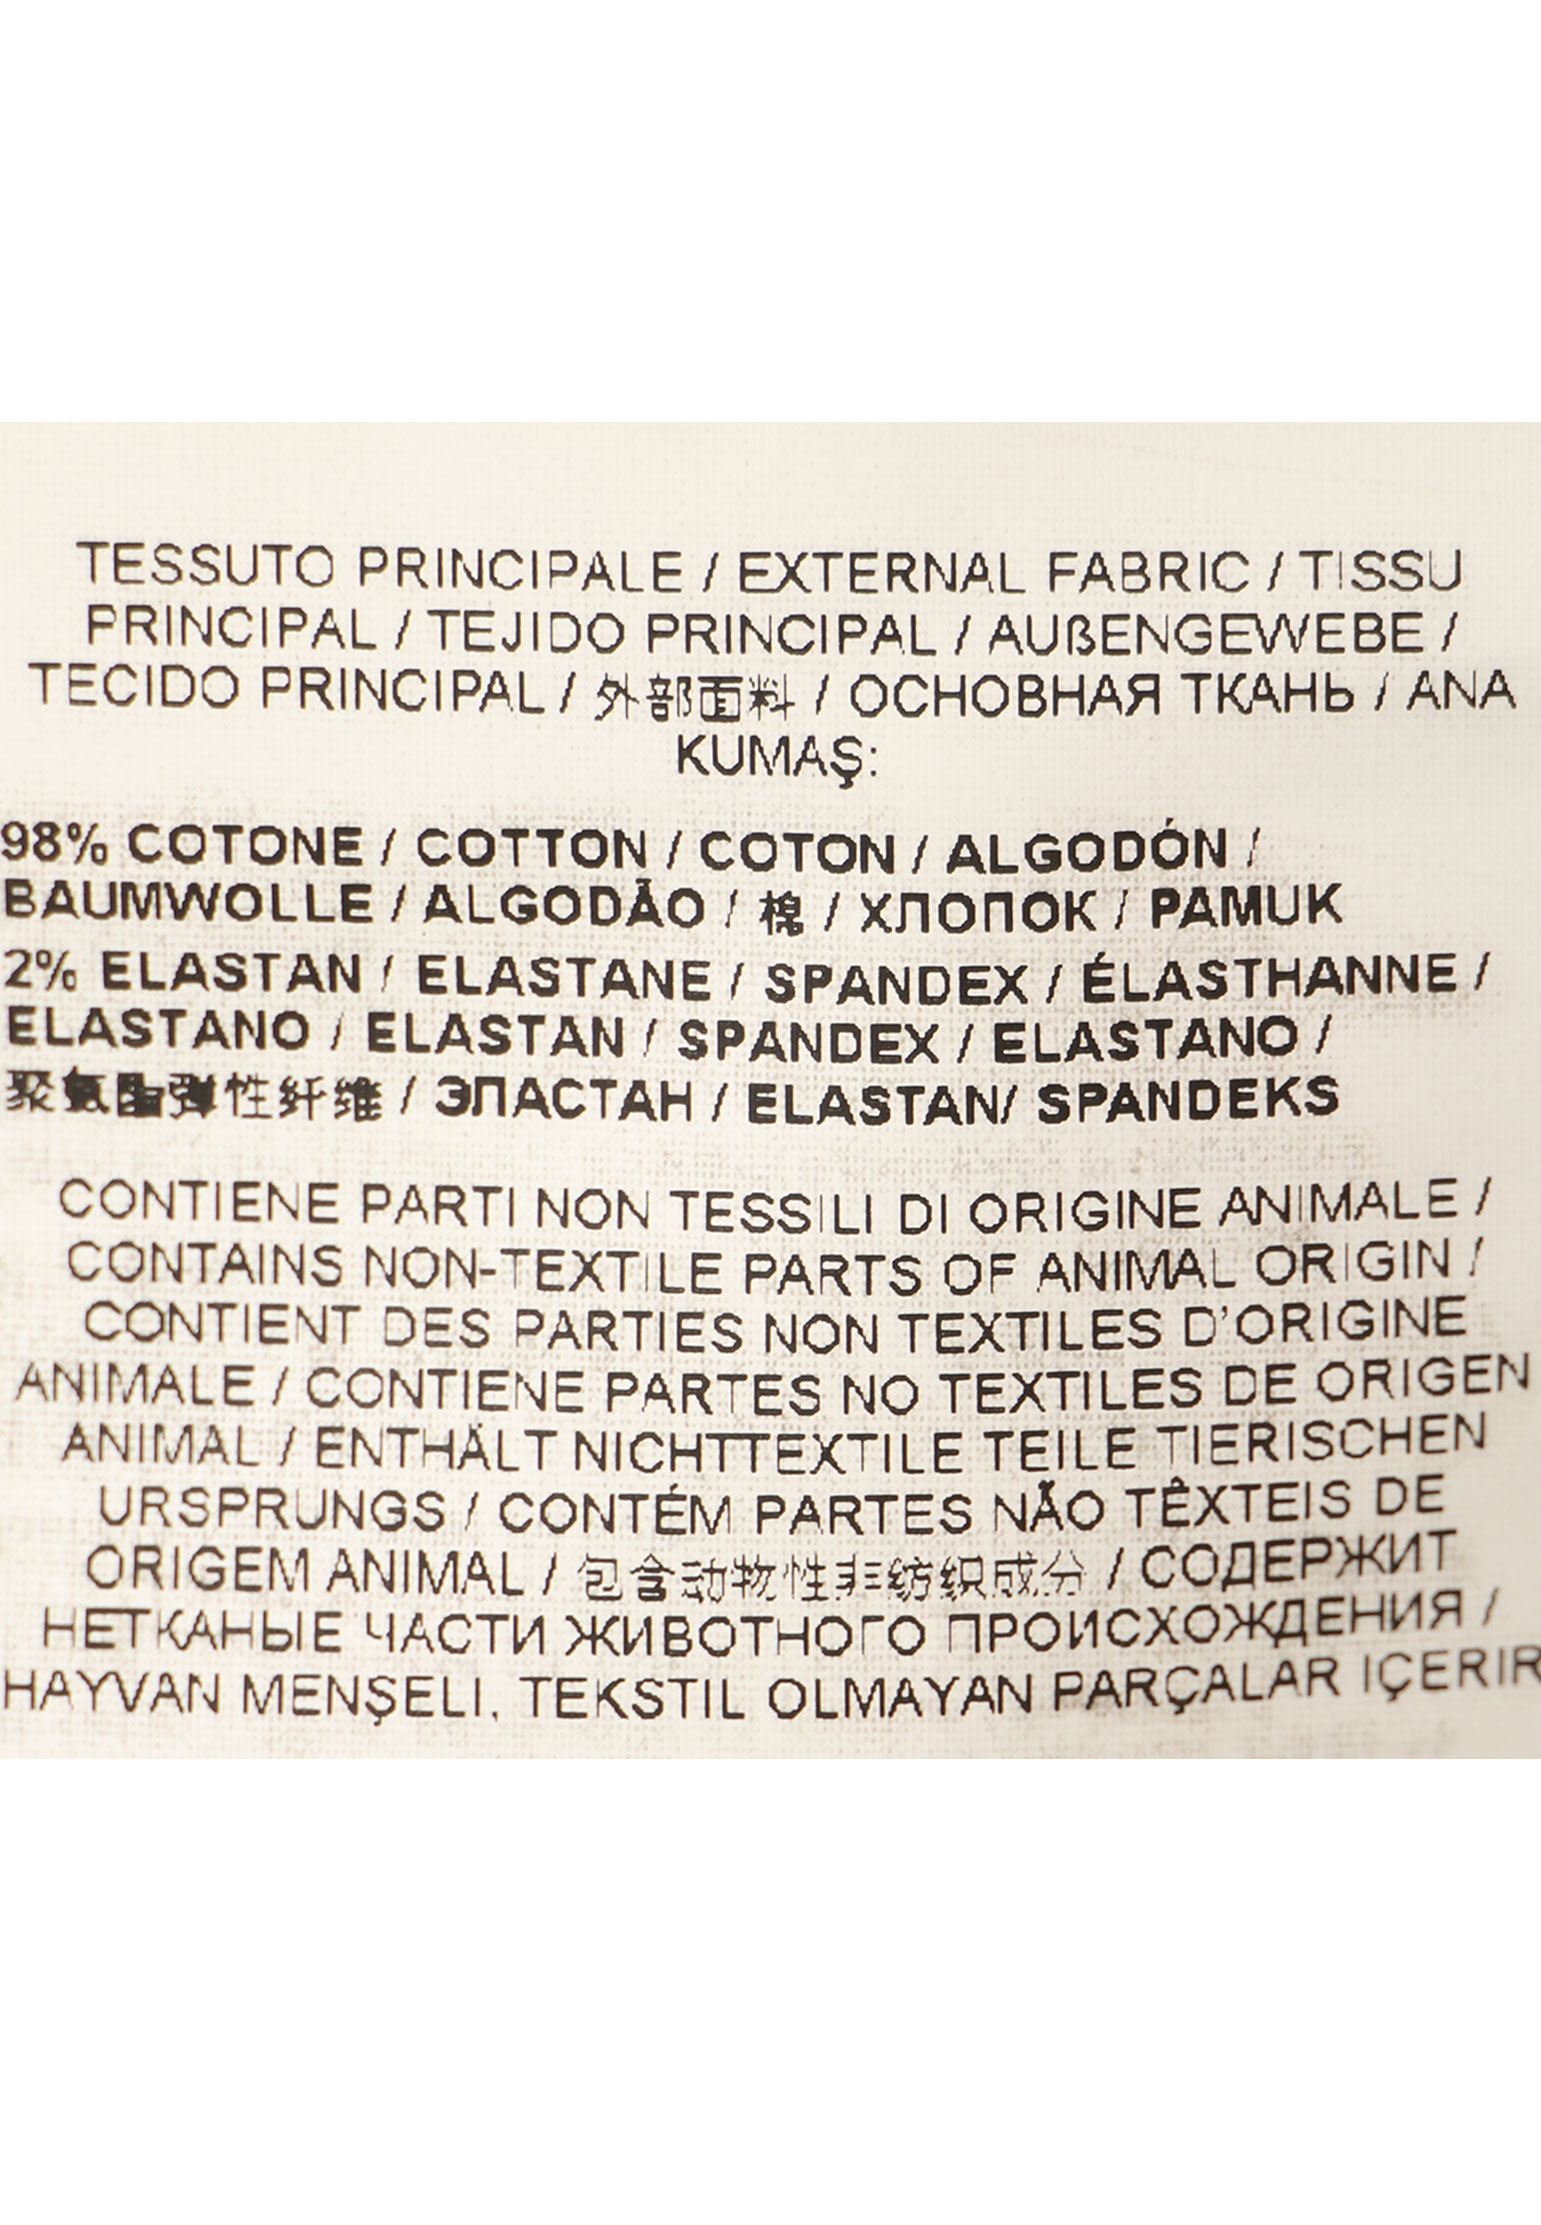 TESSUTO PRINCIPALE / EXTERNAL FABRIC / TISSU
PRINCIPAL / TEJIDO PRINCIPAL / AUßENGEWEBE /
TECIDO PRINCIPAL / 外部面料 / ОСНОВНАЯ ТКАНЬ / ANA
KUMAŞ:
98% COTONE / COTTON / COTON / ALGODÓN /
BAUMWOLLE / ALGODÃO / 棉 / ХЛОПОК / PAMUK
2% ELASTAN / ELASTANE / SPANDEX / ÉLASTHANNE /
ELASTANO / ELASTAN / SPANDEX / ELASTANO /
聚氨酯弹性纤维 / ЭЛАСТАН / ELASTAN/ SPANDEKS
CONTIENE PARTI NON TESSILI DI ORIGINE ANIMALE /
CONTAINS NON-TEXTILE PARTS OF ANIMAL ORIGIN /
CONTIENT DES PARTIES NON TEXTILES D'ORIGINE
ANIMALE / CONTIENE PARTES NO TEXTILES DE ORIGEN
ANIMAL / ENTHÄLT NICHTTEXTILE TEILE TIERISCHEN
URSPRUNGS / CONTÉM PARTES NÃO TÊXTEIS DE
ORIGEM ANIMAL / 包含动物性非纺织成分 / СОДЕРЖИТ
НЕТКАНЫЕ ЧАСТИ ЖИВОТНОГО ПРОИСХОЖДЕНИЯ /
HAYVAN MENŞELI, TEKSTIL OLMAYAN PARÇALAR IÇERIR